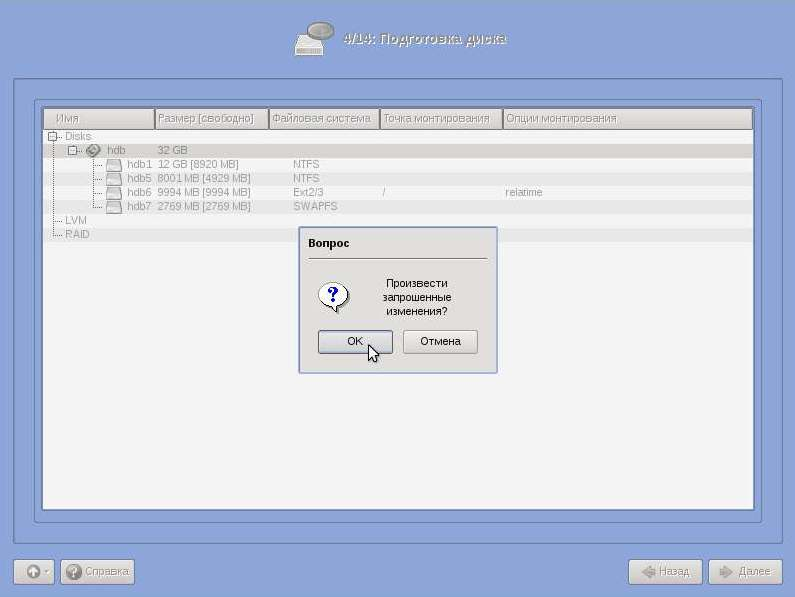 4/14: Подготовка диска
Имя Размер [свободно] Файловая система Точка монтирования Опции монтирования
Disks
hdb 32 GB
hdb1 12 GB [8920 MB] NTFS
hdb5 8001 MB [4929 MB] NTFS
hdb6 9994 MB [9994 MB] Ext2/3 / relatime
hdb7 2769 MB [2769 MB] SWAPFS
LVM
RAID
Вопрос
Произвести
запрошенные
изменения?
OK Отмена
Справка Назад Далее